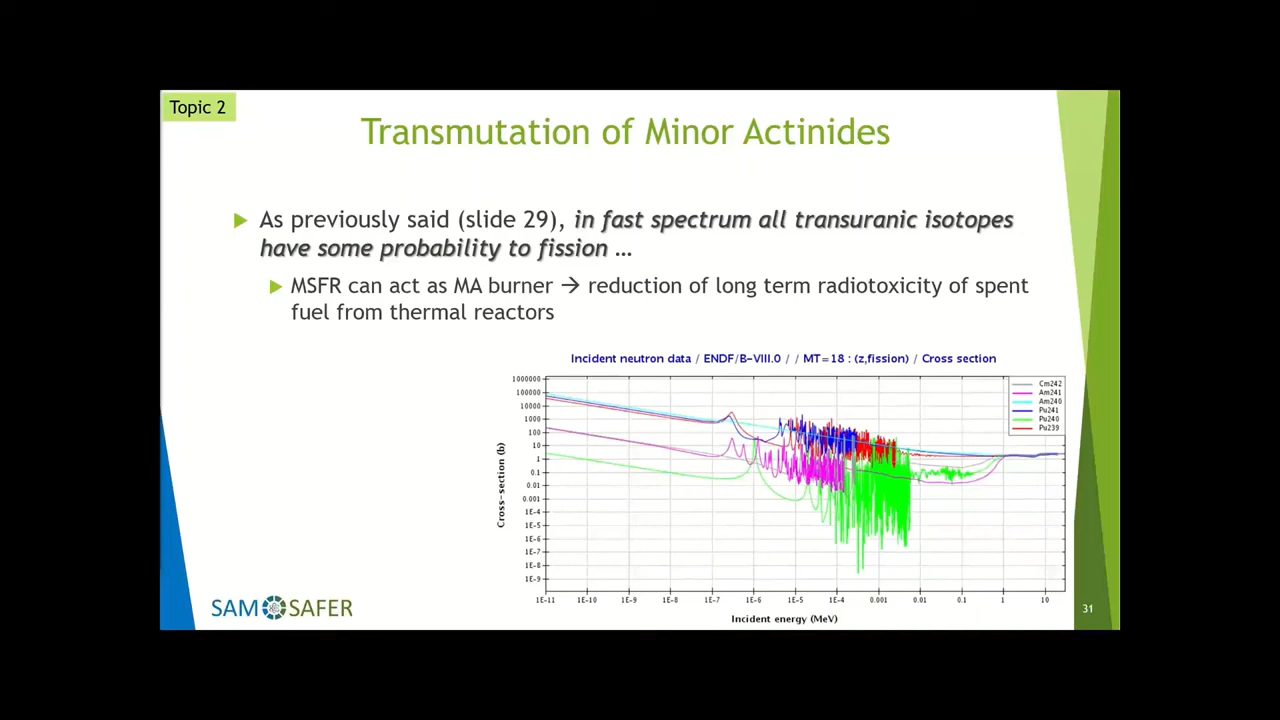 Topic 2
Transmutation of Minor Actinides
As previously said (slide 29), in fast spectrum all transuranic isotopes
have some probability to fission …
MSFR can act as MA burner → reduction of long term radiotoxicity of spent
fuel from thermal reactors
Incident neutron data / ENDF/B-VIII.0 / / MT=18 : (z,fission) / Cross section
Cm242
Am241
Am240
Pu241
Pu240
Pu239
Cross-section (b)
1000000
100000
10000
1000
100
10
1
0.1
0.01
0.001
1E-4
1E-5
1E-6
1E-7
1E-8
1E-9
1E-11 1E-10 1E-9 1E-8 1E-7 1E-6 1E-5 1E-4 0.001 0.01 0.1 1 10
Incident energy (MeV)
SAMOSAFER
31